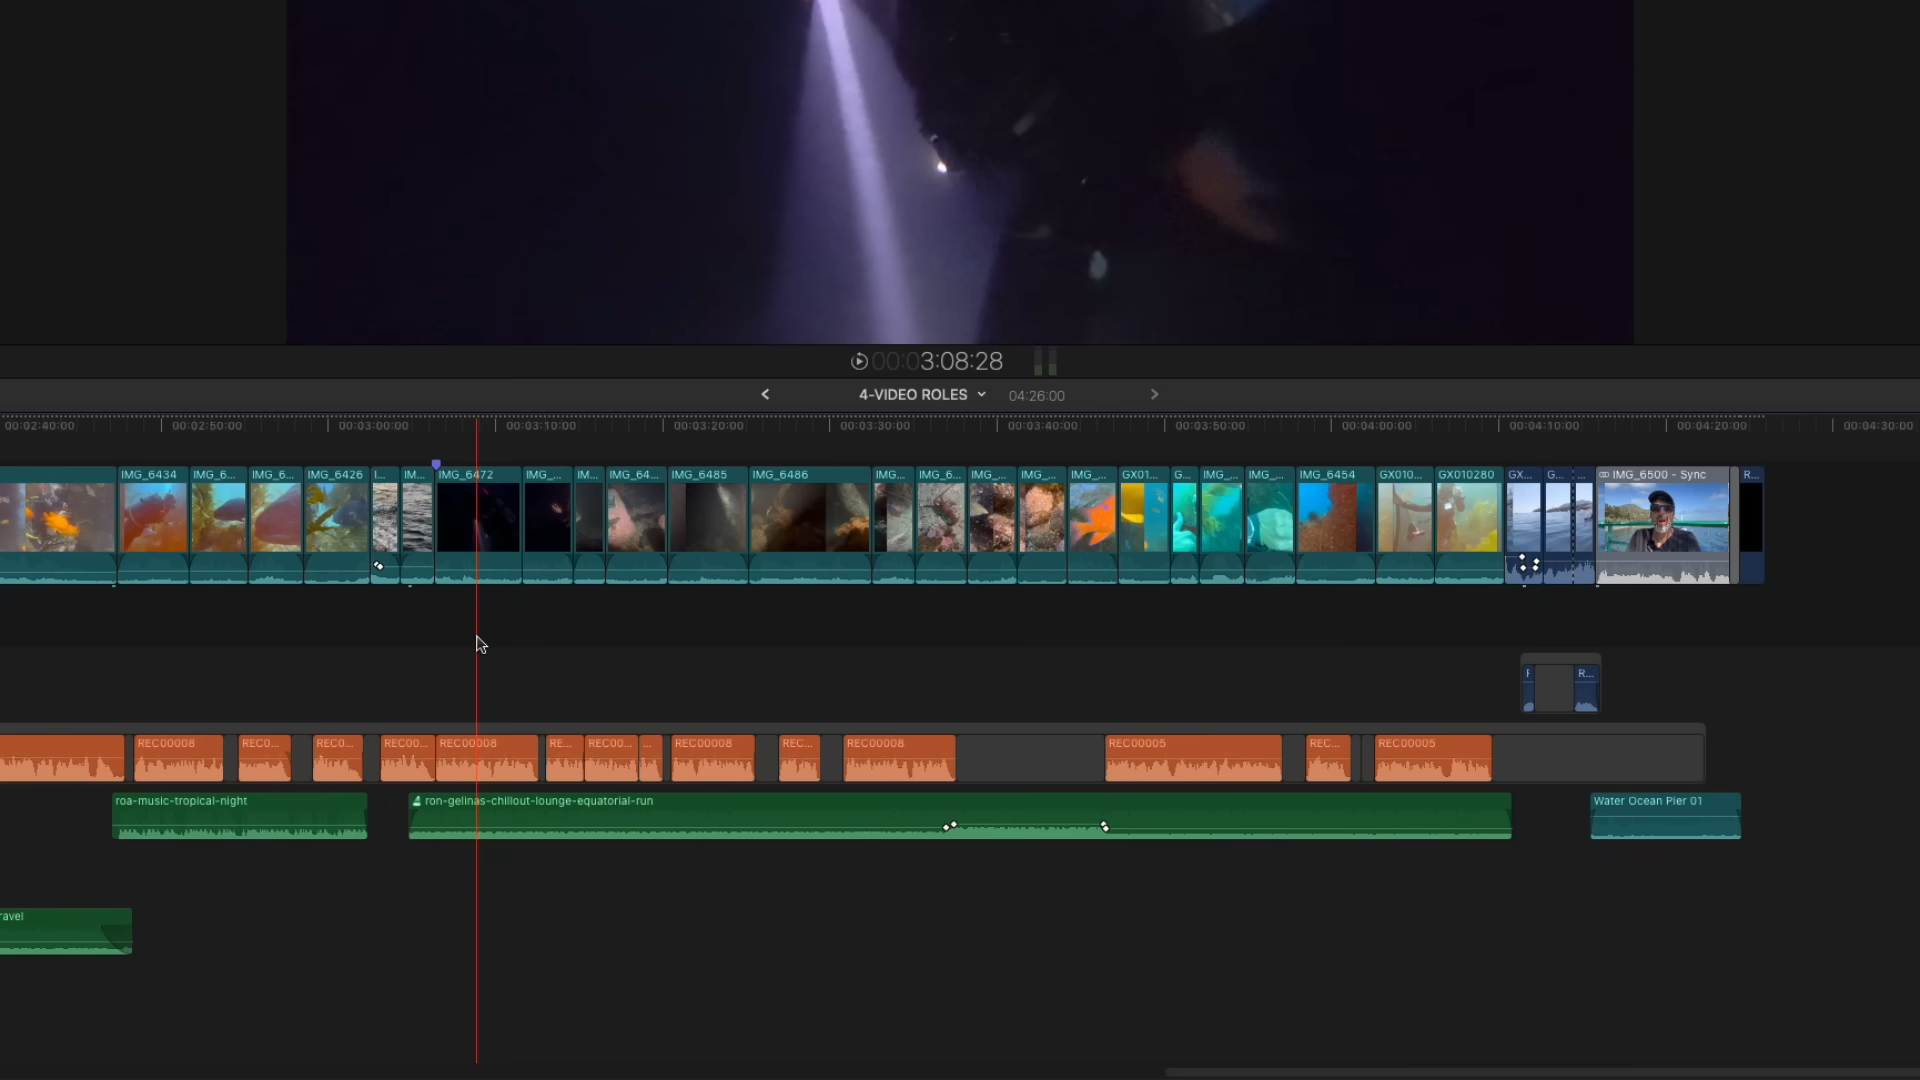 00:03:08:28
4-VIDEO ROLES 04:26:00
00:02:40:00 00:02:50:00 00:03:00:00 00:03:10:00 00:03:20:00 00:03:30:00 00:03:40:00 00:03:50:00 00:04:00:00 00:04:10:00 00:04:20:00 00:04:30:00
IMG_6434 IMG_6... IMG_6... IMG_6426 I... IM... IMG_6472 IMG_... IM... IMG_64... IMG_6485 IMG_6486 IMG... IMG_6... IMG_... IMG_... IMG_... GX01... G... IMG_... IMG_... IMG_6454 GX010... GX010280 GX... G... ... IMG_6500 - Sync R...
R...
REC00008 REC0... REC0... REC00... REC00008 RE... REC00... ... REC00008 REC... REC00008 REC00005 REC... REC00005
roa-music-tropical-night ron-gelinas-chillout-lounge-equatorial-run Water Ocean Pier 01
ravel